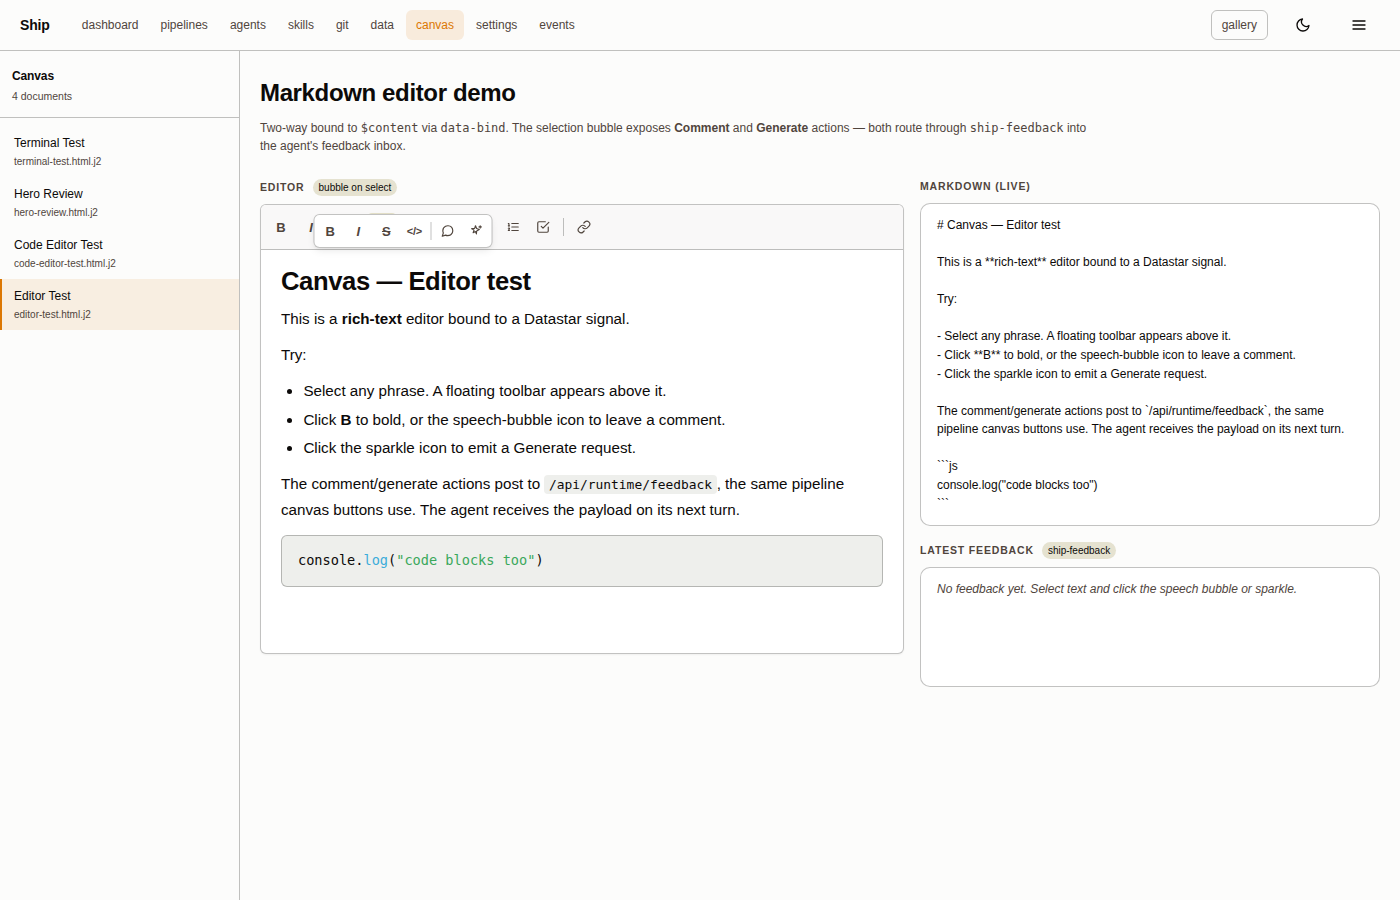 Ship
dashboard
pipelines
agents
skills
git
data
canvas
settings
events
gallery
Canvas
4 documents
Terminal Test
terminal-test.html.j2
Hero Review
hero-review.html.j2
Code Editor Test
code-editor-test.html.j2
Editor Test
editor-test.html.j2
Markdown editor demo
Two-way bound to $content via data-bind. The selection bubble exposes Comment and Generate actions — both route through ship-feedback into
the agent's feedback inbox.
EDITOR bubble on select
B I
B I S </>
Canvas — Editor test
This is a rich-text editor bound to a Datastar signal.
Try:
• Select any phrase. A floating toolbar appears above it.
• Click B to bold, or the speech-bubble icon to leave a comment.
• Click the sparkle icon to emit a Generate request.
The comment/generate actions post to /api/runtime/feedback, the same pipeline
canvas buttons use. The agent receives the payload on its next turn.
console.log("code blocks too")
MARKDOWN (LIVE)
# Canvas — Editor test
This is a **rich-text** editor bound to a Datastar signal.
Try:
- Select any phrase. A floating toolbar appears above it.
- Click **B** to bold, or the speech-bubble icon to leave a comment.
- Click the sparkle icon to emit a Generate request.
The comment/generate actions post to `/api/runtime/feedback`, the same
pipeline canvas buttons use. The agent receives the payload on its next turn.
```js
console.log("code blocks too")
```
LATEST FEEDBACK ship-feedback
No feedback yet. Select text and click the speech bubble or sparkle.